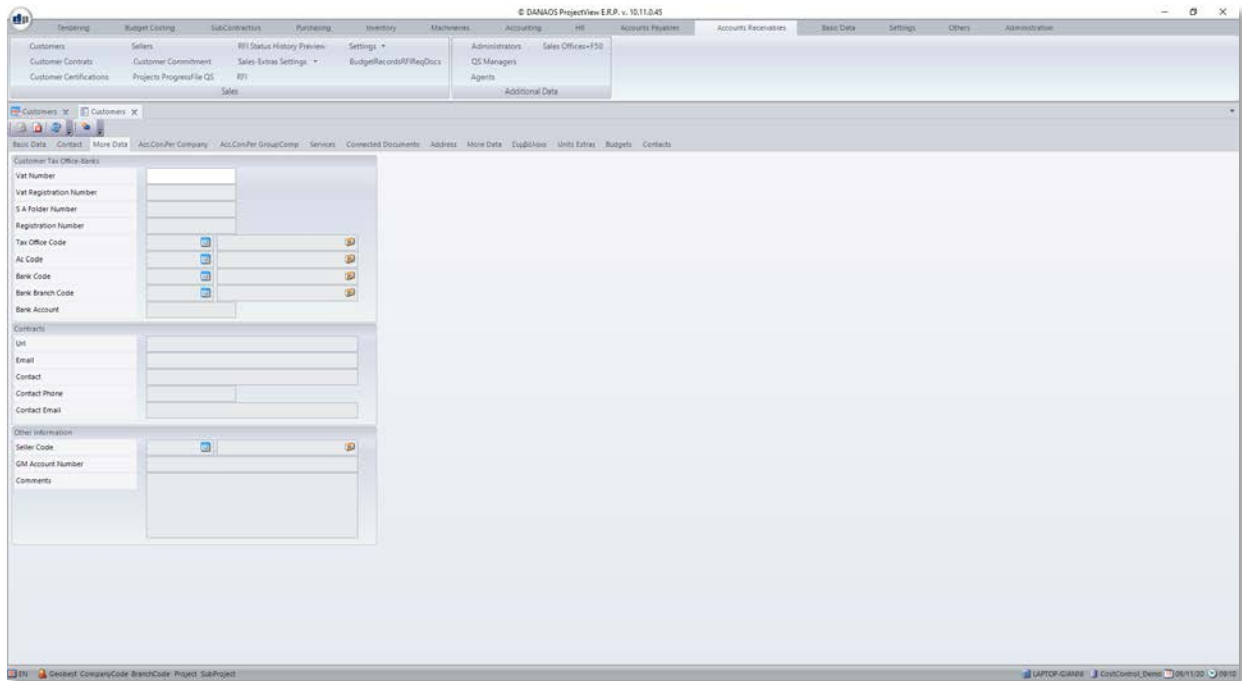 © DANAOS ProjectView E.R.P. v. 10.11.0.45
dp
Tendering Budget Costing SubContractors Purchasing Inventory Machineries Accounting HR Accounts Payables Accounts Receivables Basic Data Settings Others Administration
Customers Sellers RFI Status History Preview Settings Administrators Sales Offices=F50
Customer Contrats Customer Commitment Sales-Extras Settings BudgetRecordsRFIReqDocs QS Managers
Customer Certifications Projects ProgressFile QS RFI Agents
Sales Additional Data
Customers Customers
Basic Data Contact More Data Acc.Con.Per Company Acc.Con.Per GroupComp Services Connected Documents Address More Data Συμβόλαια Units Extras Budgets Contacts
Customer Tax Office-Banks
Vat Number
Vat Registration Number
S A Folder Number
Registration Number
Tax Office Code
Ac Code
Bank Code
Bank Branch Code
Bank Account
Contracts
Url
Email
Contact
Contact Phone
Contact Email
Other Information
Seller Code
GM Account Number
Comments
EN Geobest CompanyCode BranchCode Project SubProject LAPTOP-GIANNI CostControl_Demo 09/11/20 09:10